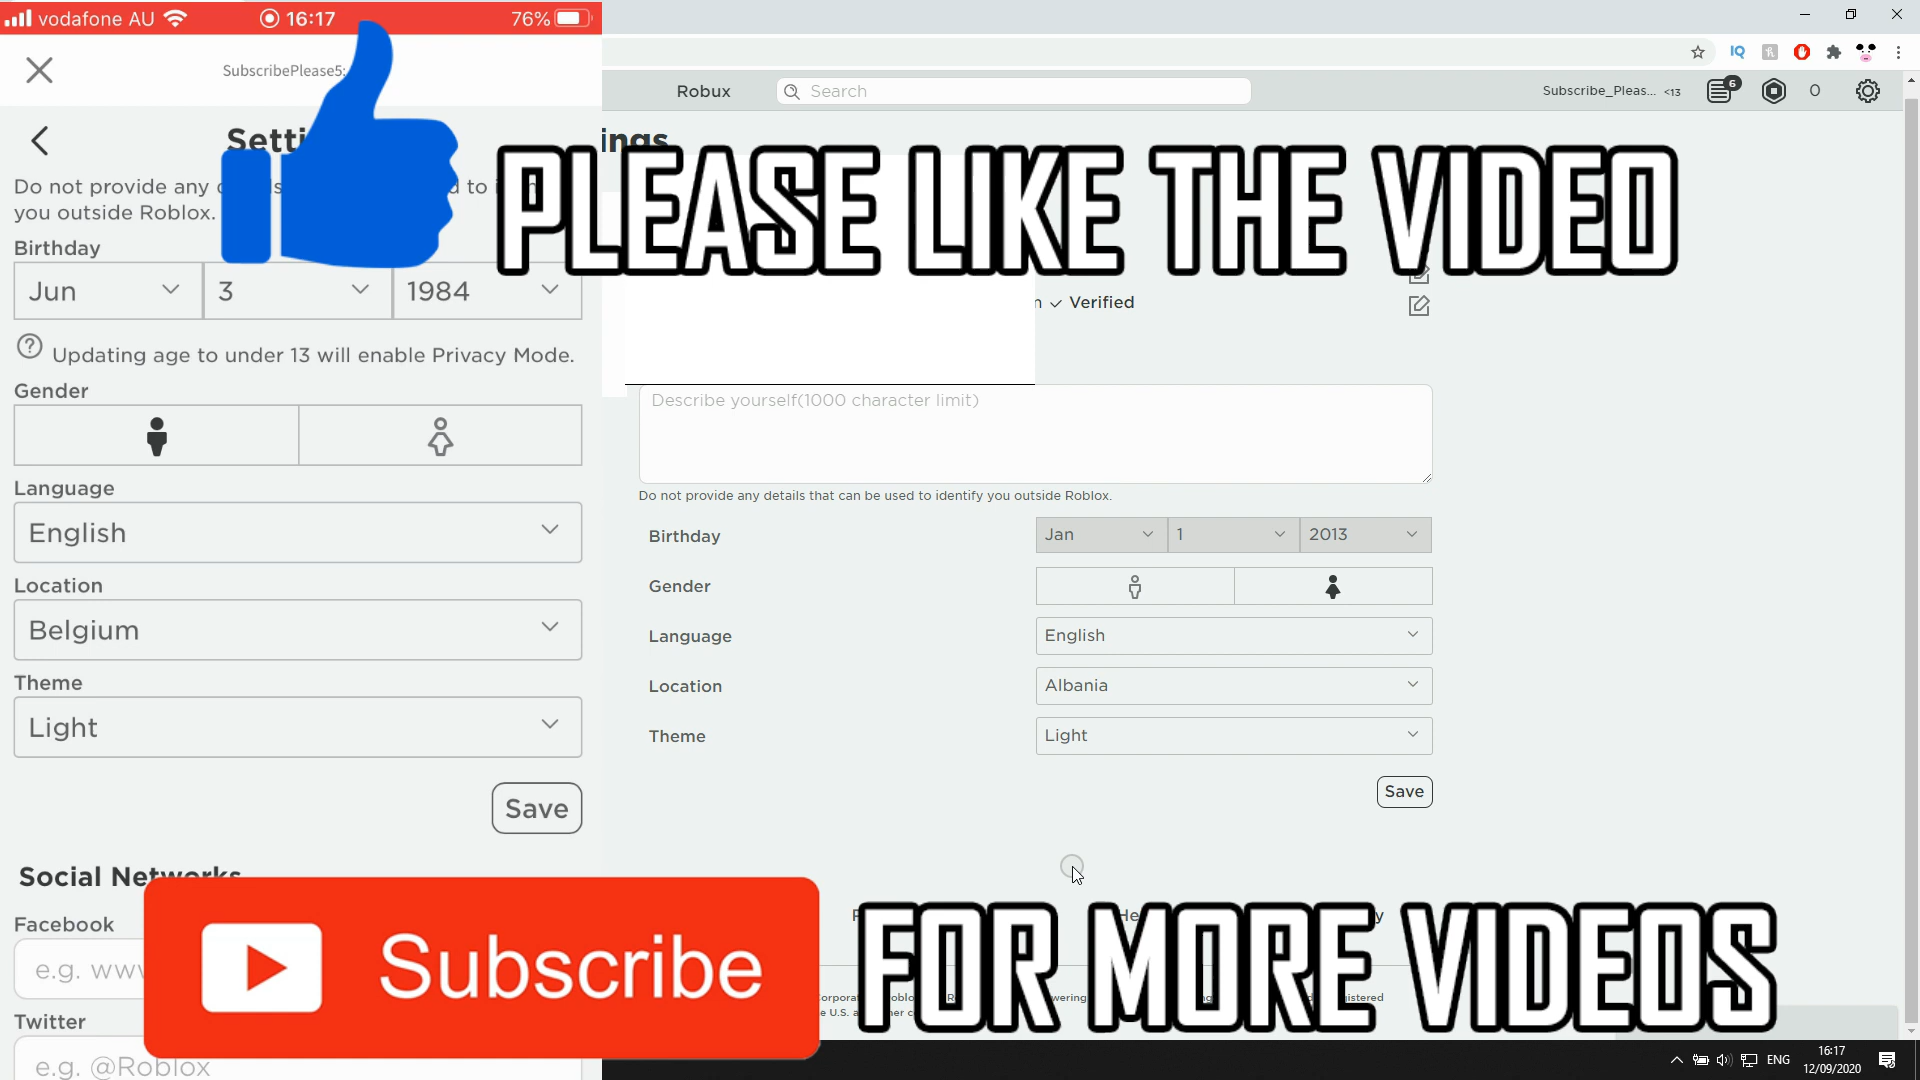 vodafone AU 16:17 76%
SubscribePlease5:
Robux Search Subscribe_Pleas... <13 6 0
Setti ings
PLEASE LIKE THE VIDEO
Do not provide any
you outside Roblox.
Birthday
Jun 3 1984
Verified
Updating age to under 13 will enable Privacy Mode.
Gender
Language
English
Location
Belgium
Theme
Light
Save
Social Networks
Facebook
e.g. www
Twitter
e.g. @Roblox
Describe yourself(1000 character limit)
Do not provide any details that can be used to identify you outside Roblox.
Birthday Jan 1 2013
Gender
Language English
Location Albania
Theme Light
Save
Subscribe
FOR MORE VIDEOS
ENG 16:17
12/09/2020